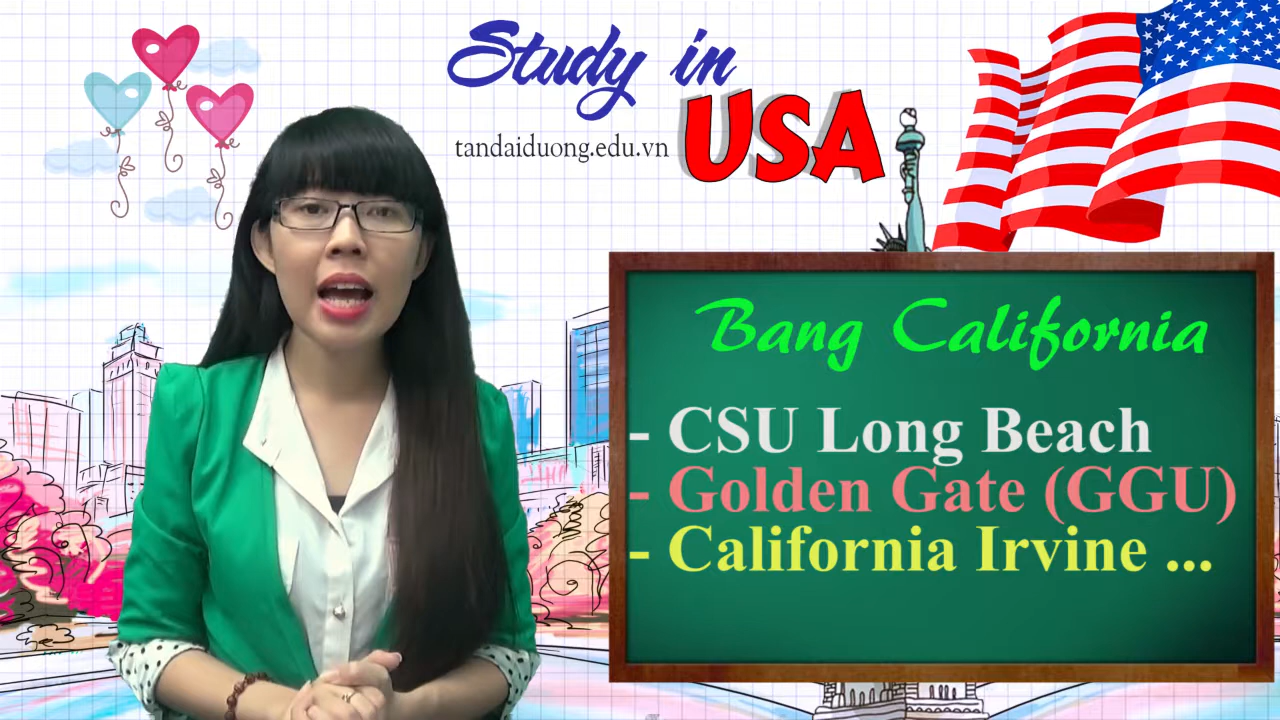 Study in
USA
tandaiduong.edu.vn
Bang California
- CSU Long Beach
- Golden Gate (GGU)
- California Irvine ...